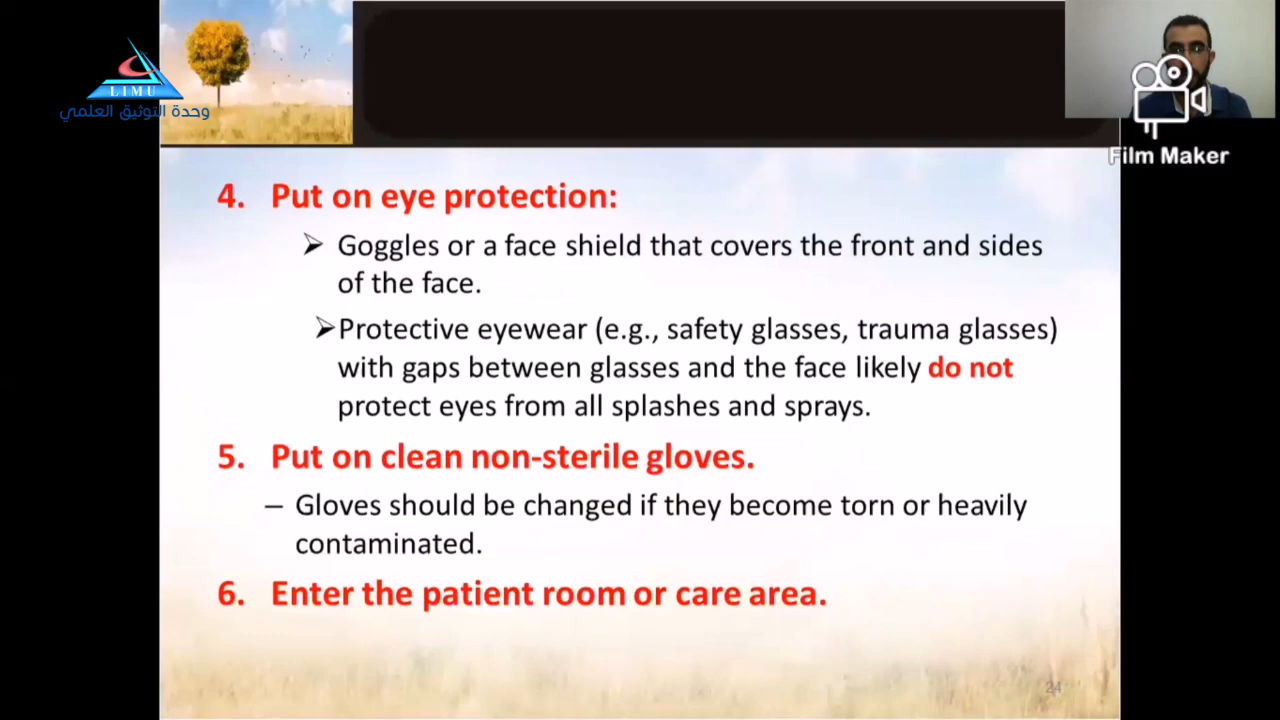 LIMU
وحدة التوثيق العلمي
Film Maker
4. Put on eye protection:
➢ Goggles or a face shield that covers the front and sides
of the face.
➢Protective eyewear (e.g., safety glasses, trauma glasses)
with gaps between glasses and the face likely do not
protect eyes from all splashes and sprays.
5. Put on clean non-sterile gloves.
– Gloves should be changed if they become torn or heavily
contaminated.
6. Enter the patient room or care area.
24